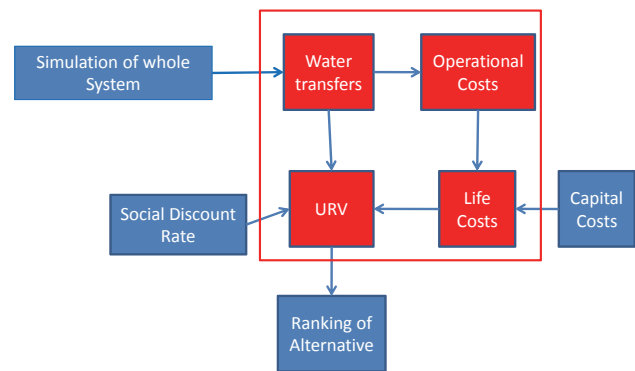 Simulation of whole
System
Water
transfers
Operational
Costs
Social Discount
Rate
URV
Life
Costs
Capital
Costs
Ranking of
Alternative